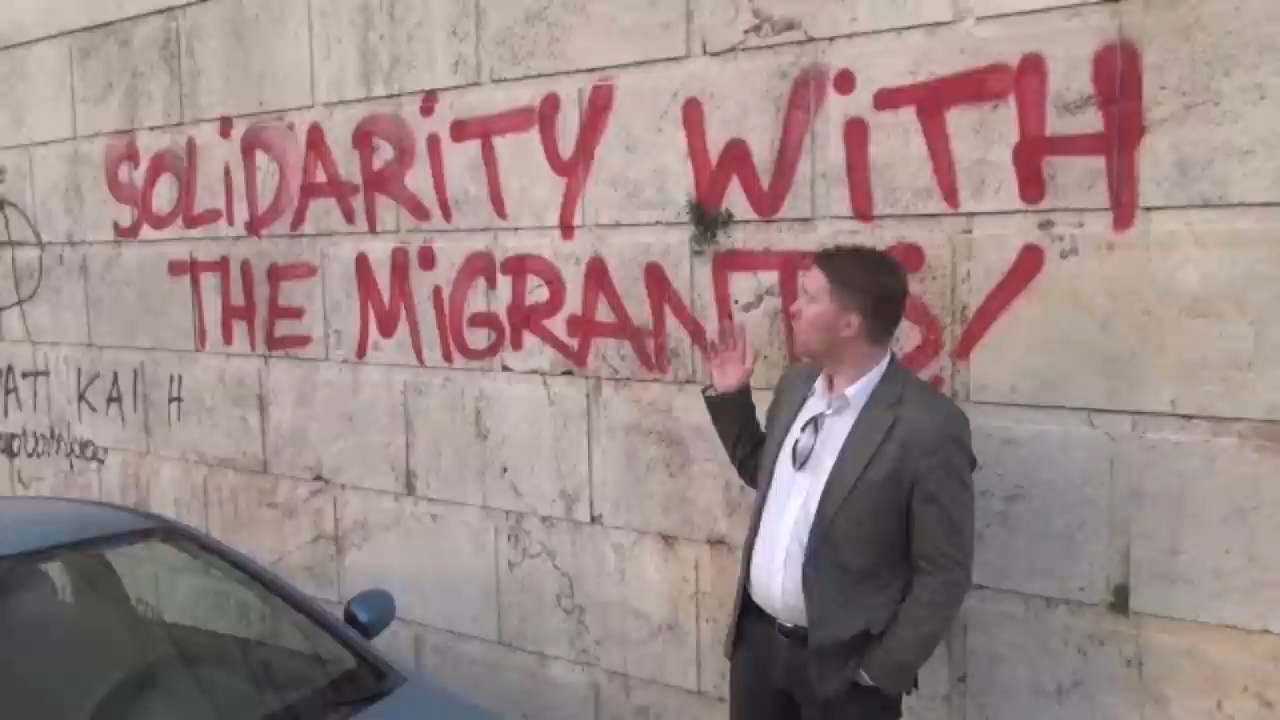 SOLiDARiTY WiTH
THE MiGRANTS!
ΑΤ ΚΑΙ Η